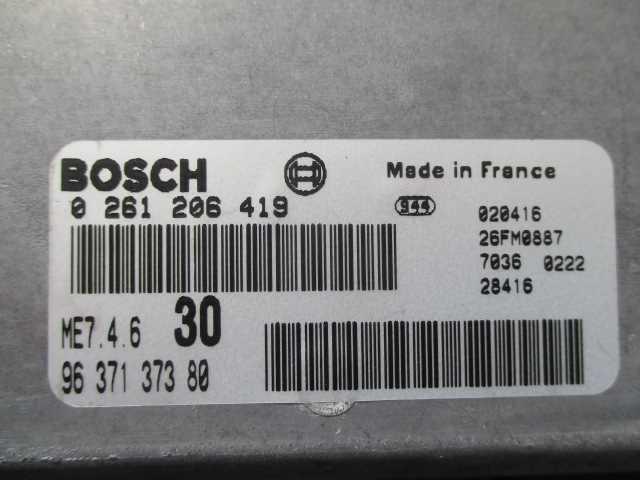 BOSCH
Made in France
0 261 206 419
944
020416
26FM0887
7036 0222
28416
ME7.4.6 30
96 371 373 80